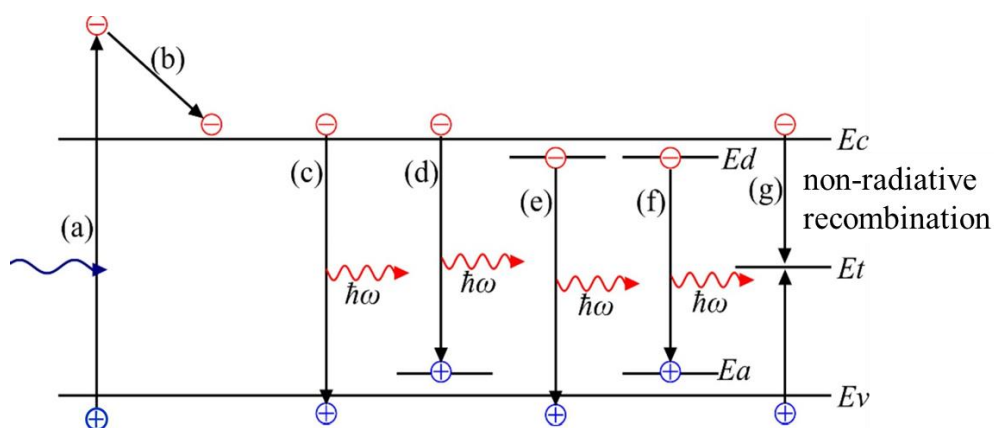 (b)
Ec
(c)
(d)
Ed
(e)
(f)
(g)
non-radiative
recombination
(a)
Et
ħω
ħω
ħω
ħω
Ea
Ev